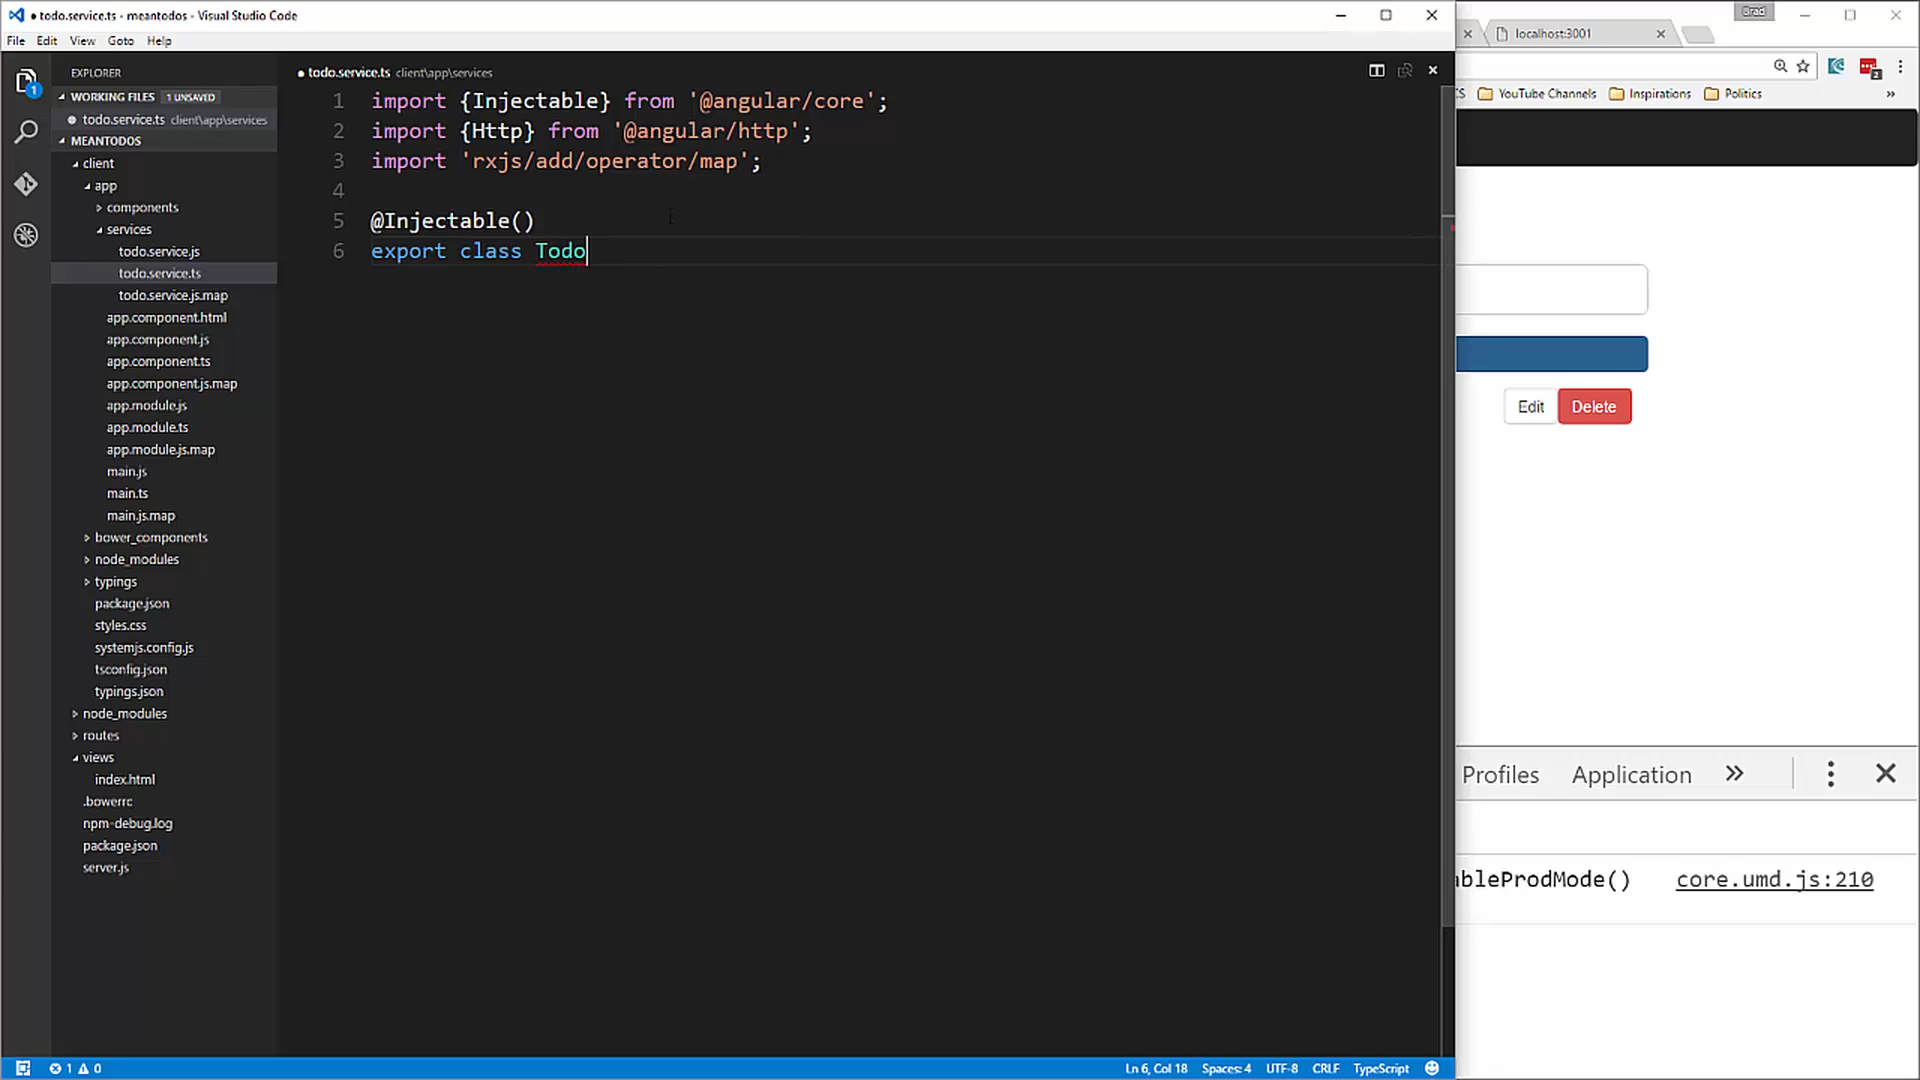 todo.service.ts - meantodos - Visual Studio Code
File Edit View Goto Help
EXPLORER
WORKING FILES 1 UNSAVED
todo.service.ts client\app\services
MEANTODOS
client
app
components
services
todo.service.js
todo.service.ts
todo.service.js.map
app.component.html
app.component.js
app.component.ts
app.component.js.map
app.module.js
app.module.ts
app.module.js.map
main.js
main.ts
main.js.map
bower_components
node_modules
typings
package.json
styles.css
systemjs.config.js
tsconfig.json
typings.json
node_modules
routes
views
index.html
.bowerrc
npm-debug.log
package.json
server.js
1
todo.service.ts client\app\services
1 import {Injectable} from '@angular/core';
2 import {Http} from '@angular/http';
3 import 'rxjs/add/operator/map';
4
5 @Injectable()
6 export class Todo
1 0
Ln 6, Col 18 Spaces: 4 UTF-8 CRLF TypeScript
Brad
localhost:3001
2
CS YouTube Channels Inspirations Politics »
Edit Delete
Profiles Application »
ableProdMode() core.umd.js:210